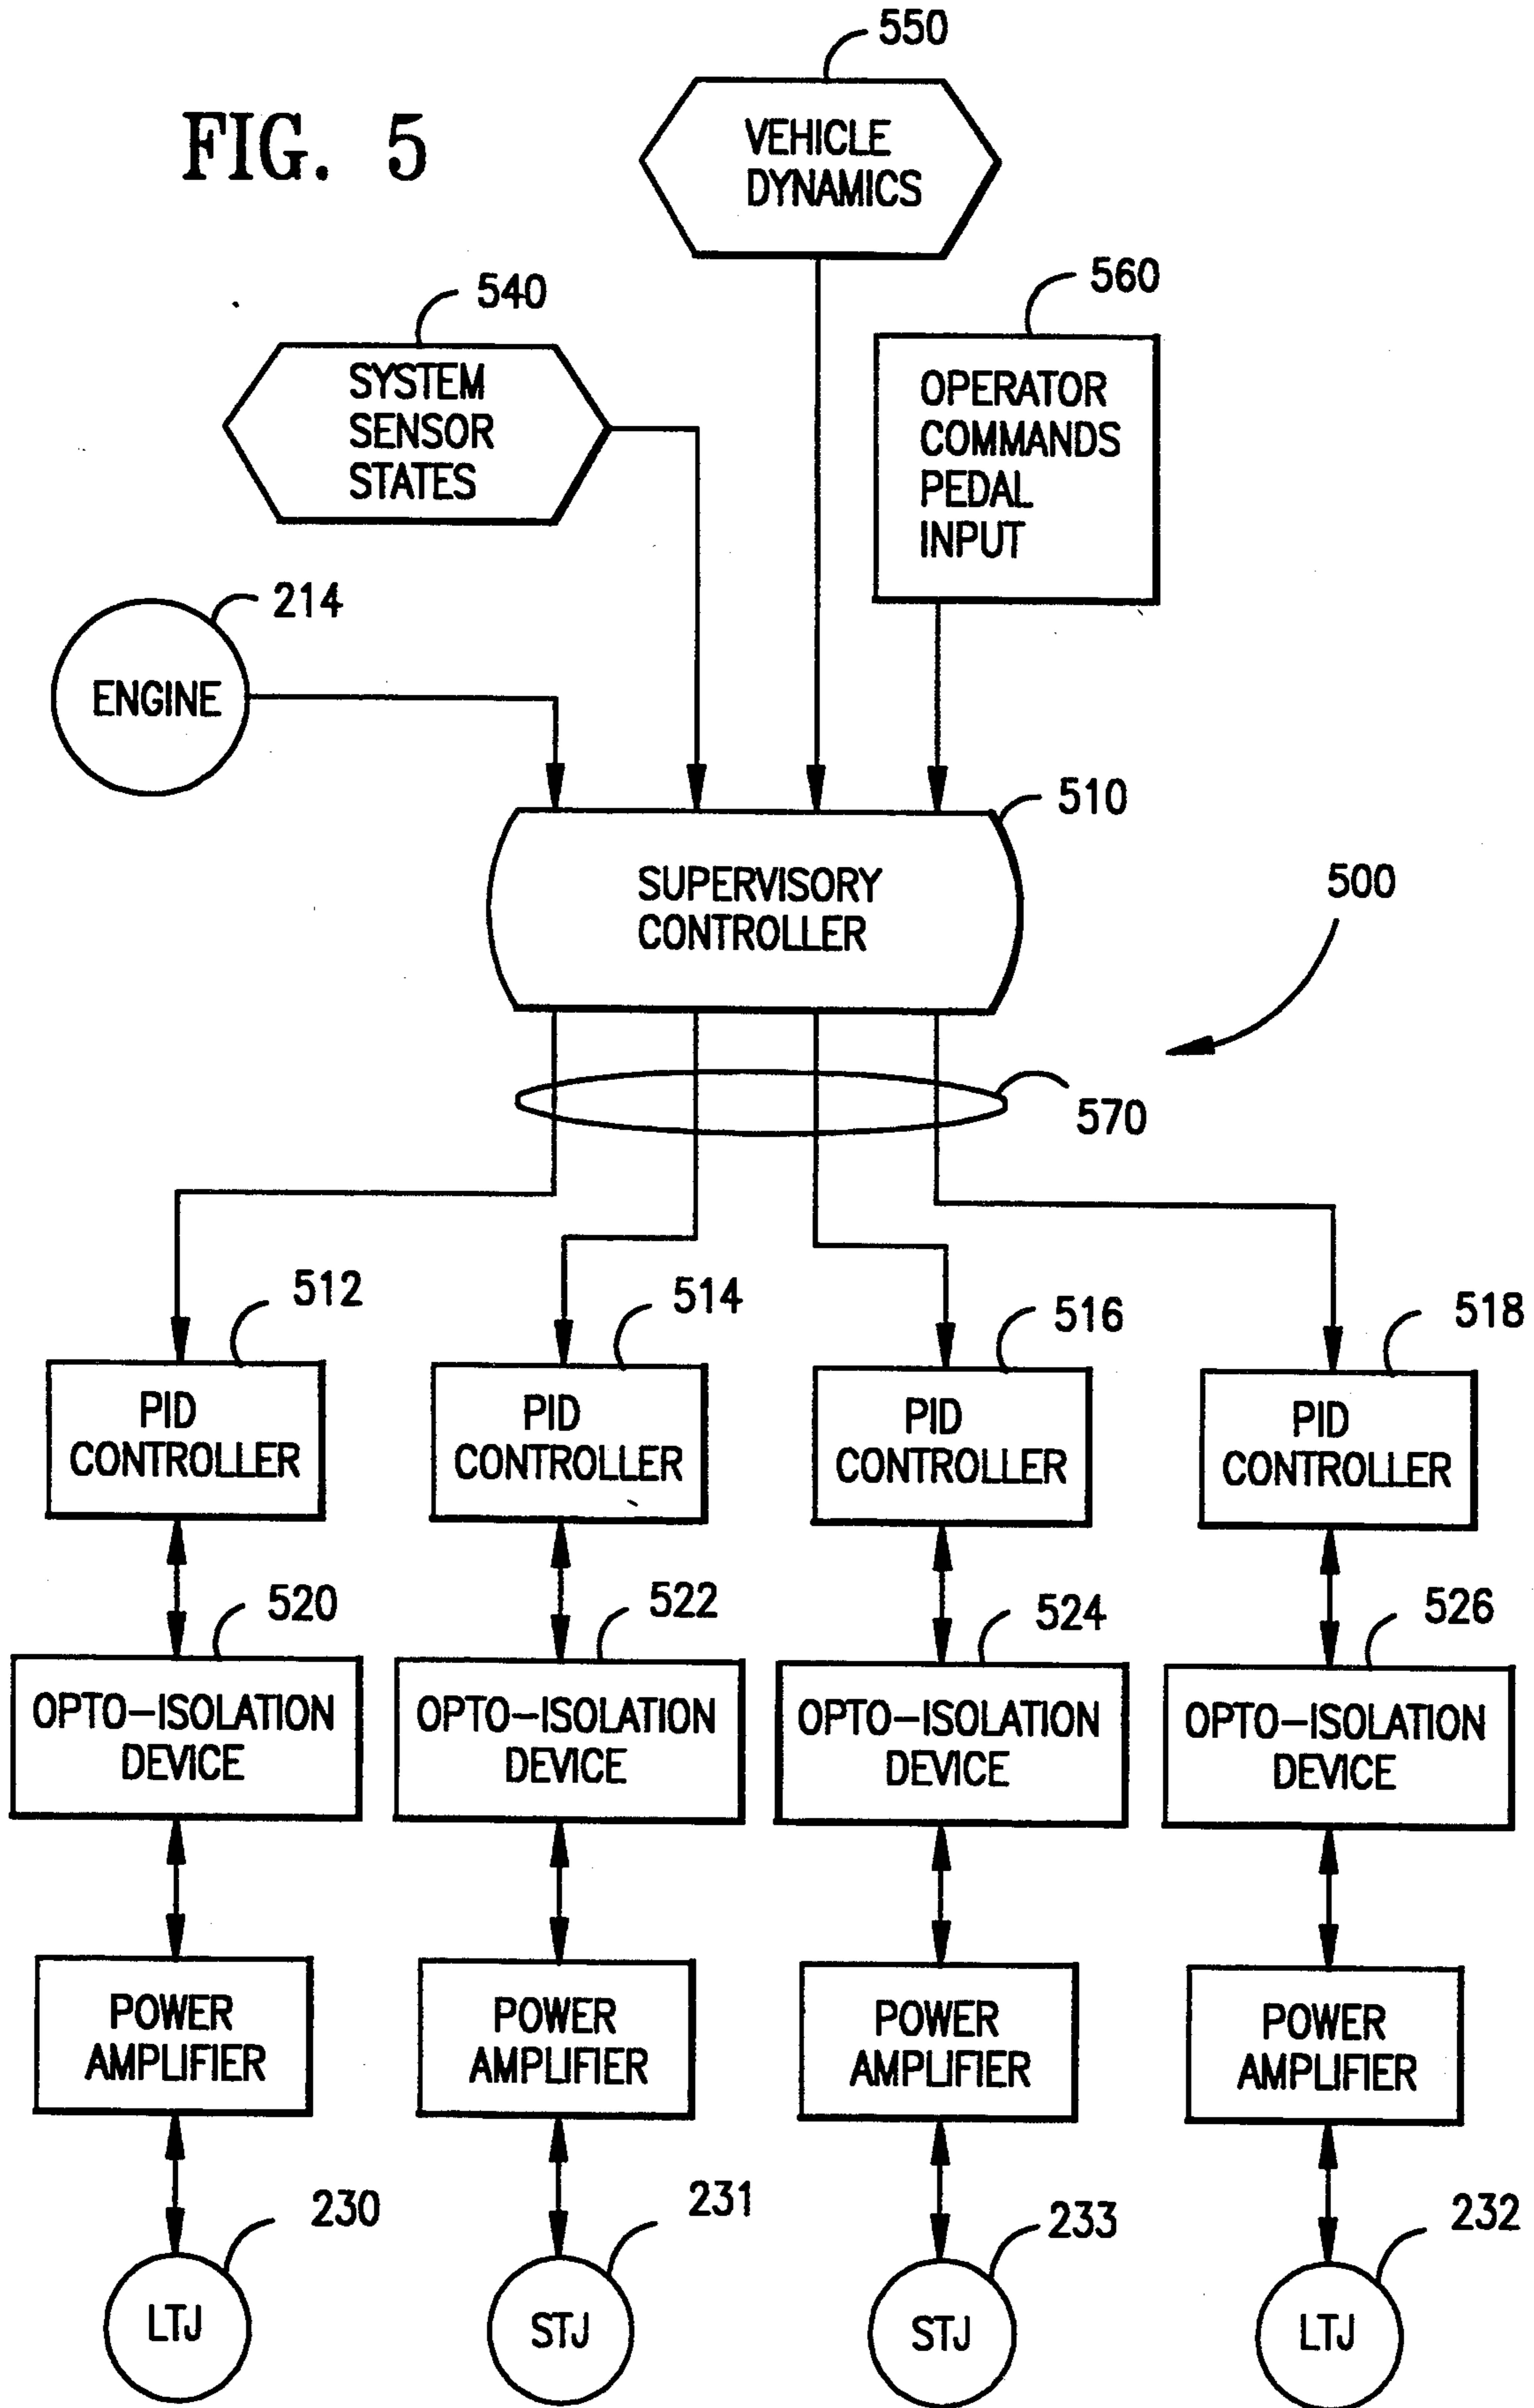 FIG. 5
550
VEHICLE
DYNAMICS
540
SYSTEM
SENSOR
STATES
560
OPERATOR
COMMANDS
PEDAL
INPUT
214
ENGINE
510
SUPERVISORY
CONTROLLER
500
570
512
PID
CONTROLLER
514
PID
CONTROLLER
516
PID
CONTROLLER
518
PID
CONTROLLER
520
OPTO-ISOLATION
DEVICE
522
OPTO-ISOLATION
DEVICE
524
OPTO-ISOLATION
DEVICE
526
OPTO-ISOLATION
DEVICE
POWER
AMPLIFIER
POWER
AMPLIFIER
POWER
AMPLIFIER
POWER
AMPLIFIER
230
LTJ
231
STJ
233
STJ
232
LTJ